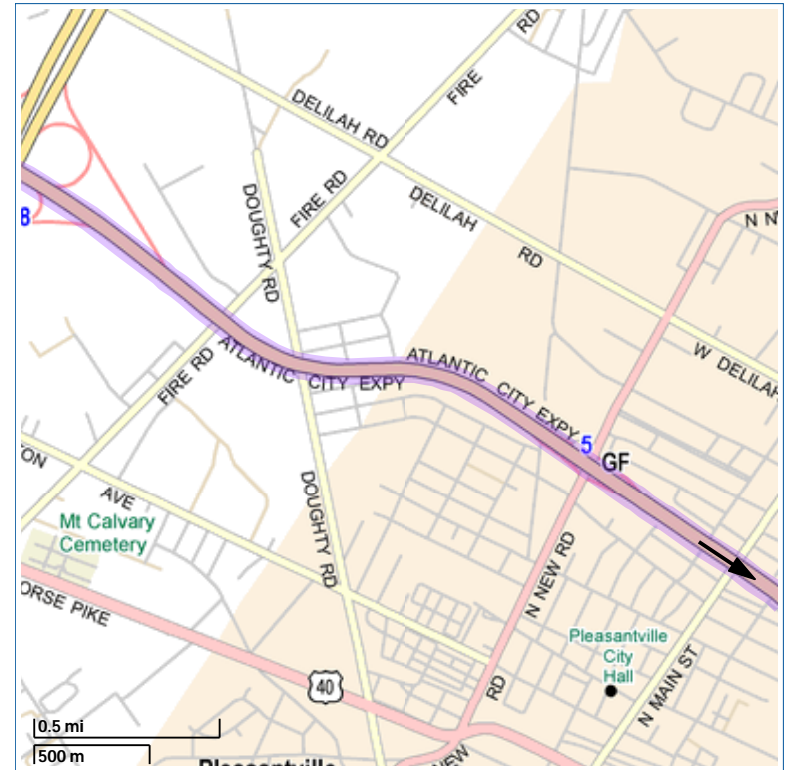 RD
FIRE
DELILAH RD
FIRE RD
DOUGHTY RD
DELILAH
RD
8
N N
W DELILAH
ATLANTIC CITY EXPY
ATLANTIC CITY EXPY
FIRE RD
5
GF
ON
AVE
DOUGHTY RD
Mt Calvary
Cemetery
N NEW RD
ORSE PIKE
Pleasantville
City
Hall
40
RD
N MAIN ST
0.5 mi
500 m
NEW
Pleasantville